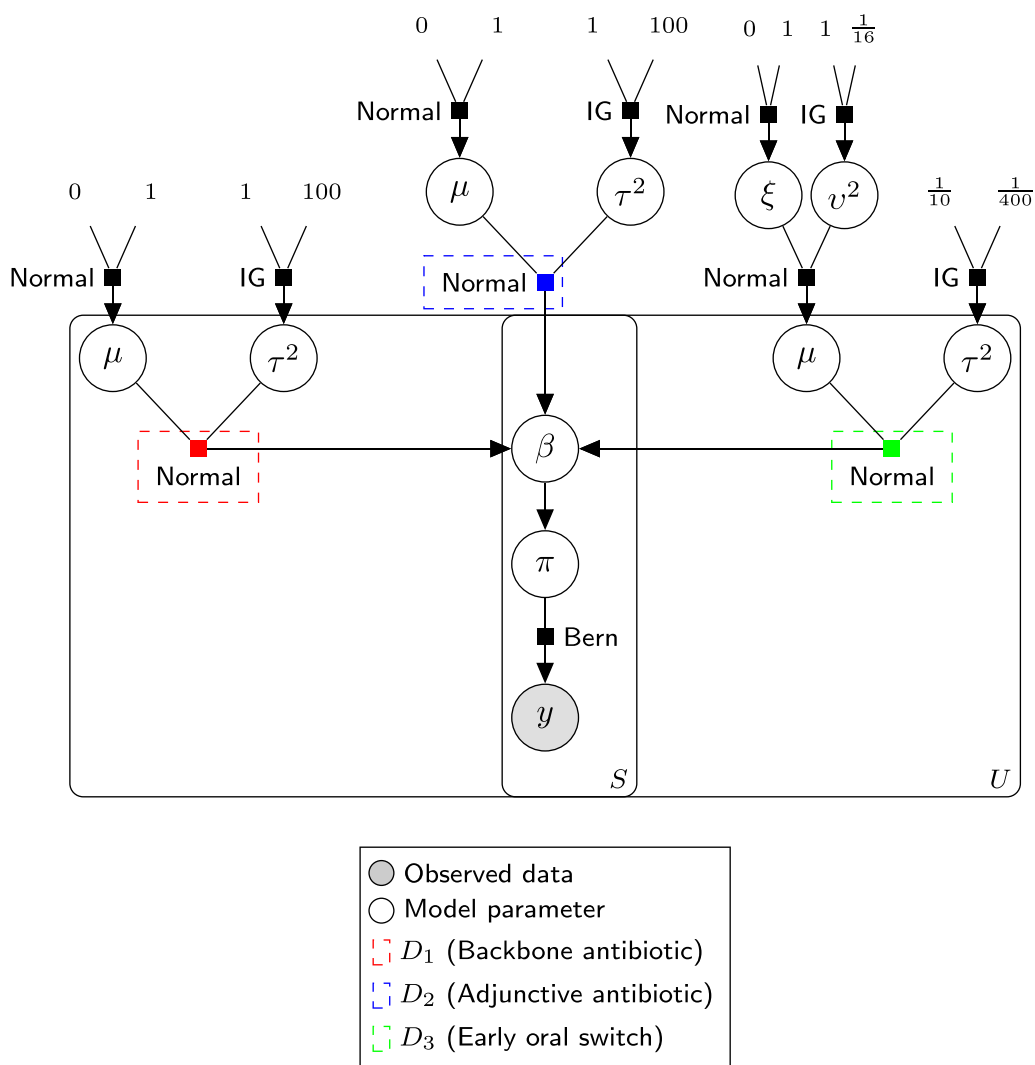 0 1 1 100 0 1 1 1/16
Normal IG Normal IG
μ τ² ξ υ²
0 1 1 100 1/10 1/400
Normal IG Normal Normal IG
μ τ² μ τ²
β
Normal Normal
π
Bern
y
S U
Observed data
Model parameter
D₁ (Backbone antibiotic)
D₂ (Adjunctive antibiotic)
D₃ (Early oral switch)